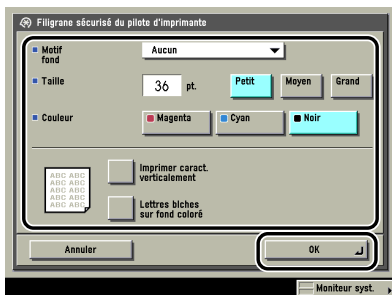 Filigrane sécurisé du pilote d'imprimante
Motif fond
Aucun
Taille
36 pt.
Petit
Moyen
Grand
Couleur
Magenta
Cyan
Noir
ABC ABC
ABC ABC
ABC ABC
ABC ABC
ABC ABC
Imprimer caract.
verticalement
Lettres blches
sur fond coloré
Annuler
OK
Moniteur syst.